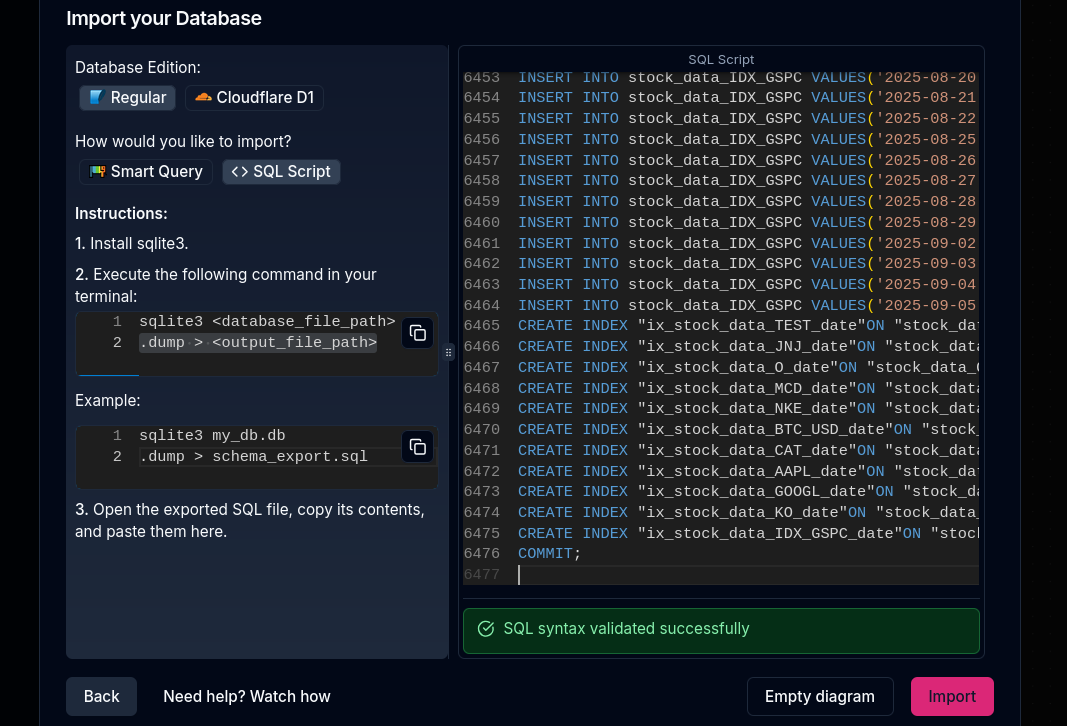 Import your Database
Database Edition:
Regular
Cloudflare D1
How would you like to import?
Smart Query
SQL Script
Instructions:
1. Install sqlite3.
2. Execute the following command in your
terminal:
1 sqlite3 <database_file_path>
2 .dump > <output_file_path>
Example:
1 sqlite3 my_db.db
2 .dump > schema_export.sql
3. Open the exported SQL file, copy its contents,
and paste them here.
SQL Script
6453 INSERT INTO stock_data_IDX_GSPC VALUES('2025-08-20
6454 INSERT INTO stock_data_IDX_GSPC VALUES('2025-08-21
6455 INSERT INTO stock_data_IDX_GSPC VALUES('2025-08-22
6456 INSERT INTO stock_data_IDX_GSPC VALUES('2025-08-25
6457 INSERT INTO stock_data_IDX_GSPC VALUES('2025-08-26
6458 INSERT INTO stock_data_IDX_GSPC VALUES('2025-08-27
6459 INSERT INTO stock_data_IDX_GSPC VALUES('2025-08-28
6460 INSERT INTO stock_data_IDX_GSPC VALUES('2025-08-29
6461 INSERT INTO stock_data_IDX_GSPC VALUES('2025-09-02
6462 INSERT INTO stock_data_IDX_GSPC VALUES('2025-09-03
6463 INSERT INTO stock_data_IDX_GSPC VALUES('2025-09-04
6464 INSERT INTO stock_data_IDX_GSPC VALUES('2025-09-05
6465 CREATE INDEX "ix_stock_data_TEST_date"ON "stock_dat
6466 CREATE INDEX "ix_stock_data_JNJ_date"ON "stock_data
6467 CREATE INDEX "ix_stock_data_O_date"ON "stock_data_
6468 CREATE INDEX "ix_stock_data_MCD_date"ON "stock_data
6469 CREATE INDEX "ix_stock_data_NKE_date"ON "stock_data
6470 CREATE INDEX "ix_stock_data_BTC_USD_date"ON "stock_
6471 CREATE INDEX "ix_stock_data_CAT_date"ON "stock_data
6472 CREATE INDEX "ix_stock_data_AAPL_date"ON "stock_dat
6473 CREATE INDEX "ix_stock_data_GOOGL_date"ON "stock_da
6474 CREATE INDEX "ix_stock_data_KO_date"ON "stock_data_
6475 CREATE INDEX "ix_stock_data_IDX_GSPC_date"ON "stock
6476 COMMIT;
6477
SQL syntax validated successfully
Back
Need help? Watch how
Empty diagram
Import